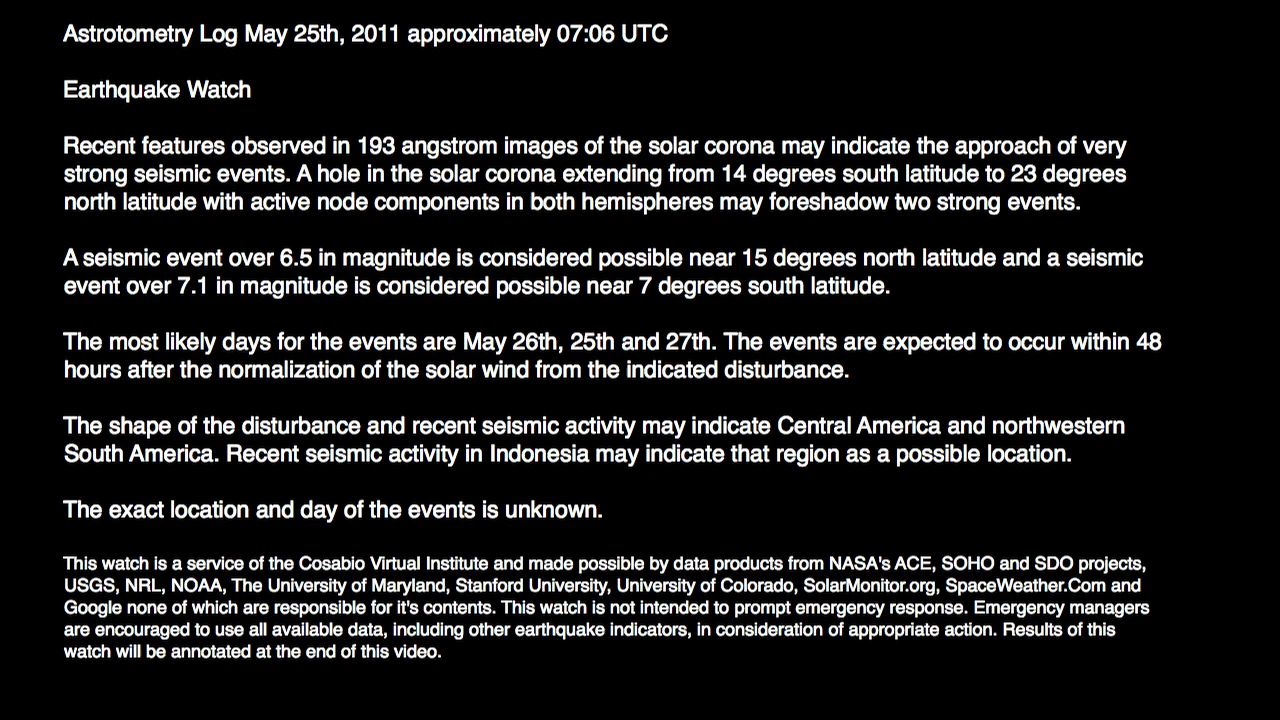 Astrotometry Log May 25th, 2011 approximately 07:06 UTC
Earthquake Watch
Recent features observed in 193 angstrom images of the solar corona may indicate the approach of very
strong seismic events. A hole in the solar corona extending from 14 degrees south latitude to 23 degrees
north latitude with active node components in both hemispheres may foreshadow two strong events.
A seismic event over 6.5 in magnitude is considered possible near 15 degrees north latitude and a seismic
event over 7.1 in magnitude is considered possible near 7 degrees south latitude.
The most likely days for the events are May 26th, 25th and 27th. The events are expected to occur within 48
hours after the normalization of the solar wind from the indicated disturbance.
The shape of the disturbance and recent seismic activity may indicate Central America and northwestern
South America. Recent seismic activity in Indonesia may indicate that region as a possible location.
The exact location and day of the events is unknown.
This watch is a service of the Cosabio Virtual Institute and made possible by data products from NASA's ACE, SOHO and SDO projects,
USGS, NRL, NOAA, The University of Maryland, Stanford University, University of Colorado, SolarMonitor.org, SpaceWeather.Com and
Google none of which are responsible for it's contents. This watch is not intended to prompt emergency response. Emergency managers
are encouraged to use all available data, including other earthquake indicators, in consideration of appropriate action. Results of this
watch will be annotated at the end of this video.